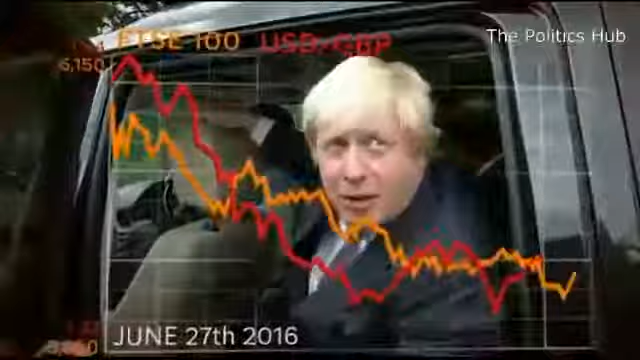 The Politics Hub
FTSE 100 USD-GBP
6,150
JUNE 27th 2016